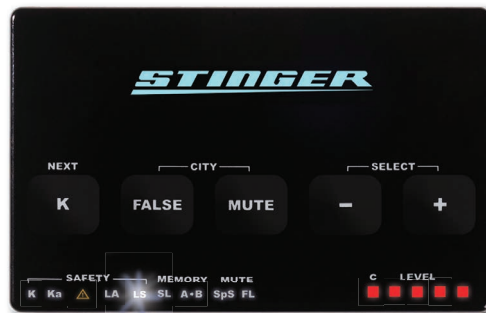 STINGER
NEXT CITY SELECT
K FALSE MUTE - +
SAFETY MEMORY MUTE C LEVEL
K Ka LA LS SL A•B SpS FL